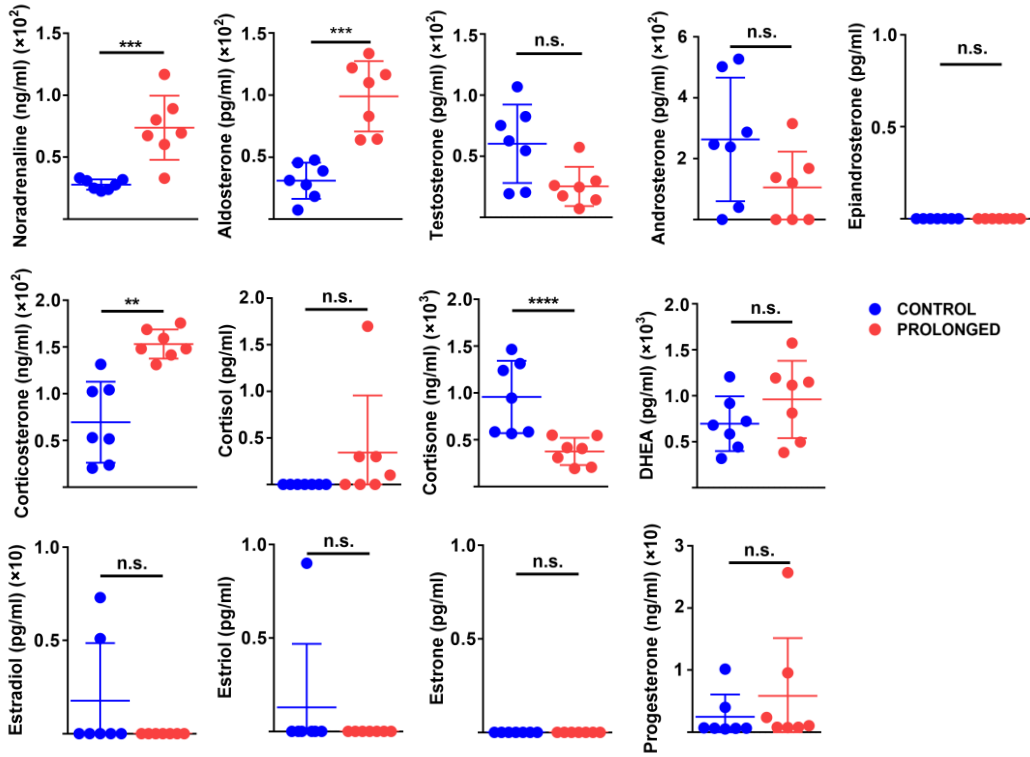 Noradrenaline (ng/ml) (×10²)
1.5
1.0
0.5
***
Aldosterone (pg/ml) (×10²)
1.5
1.0
0.5
***
Testosterone (pg/ml) (×10²)
1.5
1.0
0.5
n.s.
Androsterone (pg/ml) (×10²)
6
4
2
n.s.
Epiandrosterone (pg/ml)
1.0
0.5
n.s.
Corticosterone (ng/ml) (×10²)
2.0
1.5
1.0
0.5
**
Cortisol (pg/ml)
2.0
1.5
1.0
0.5
n.s.
Cortisone (ng/ml) (×10³)
2.0
1.5
1.0
0.5
****
DHEA (pg/ml) (×10³)
2.0
1.5
1.0
0.5
n.s.
CONTROL
PROLONGED
Estradiol (pg/ml) (×10)
1.0
0.5
n.s.
Estriol (pg/ml)
1.0
0.5
n.s.
Estrone (pg/ml)
1.0
0.5
n.s.
Progesterone (ng/ml) (×10)
3
2
1
0
n.s.